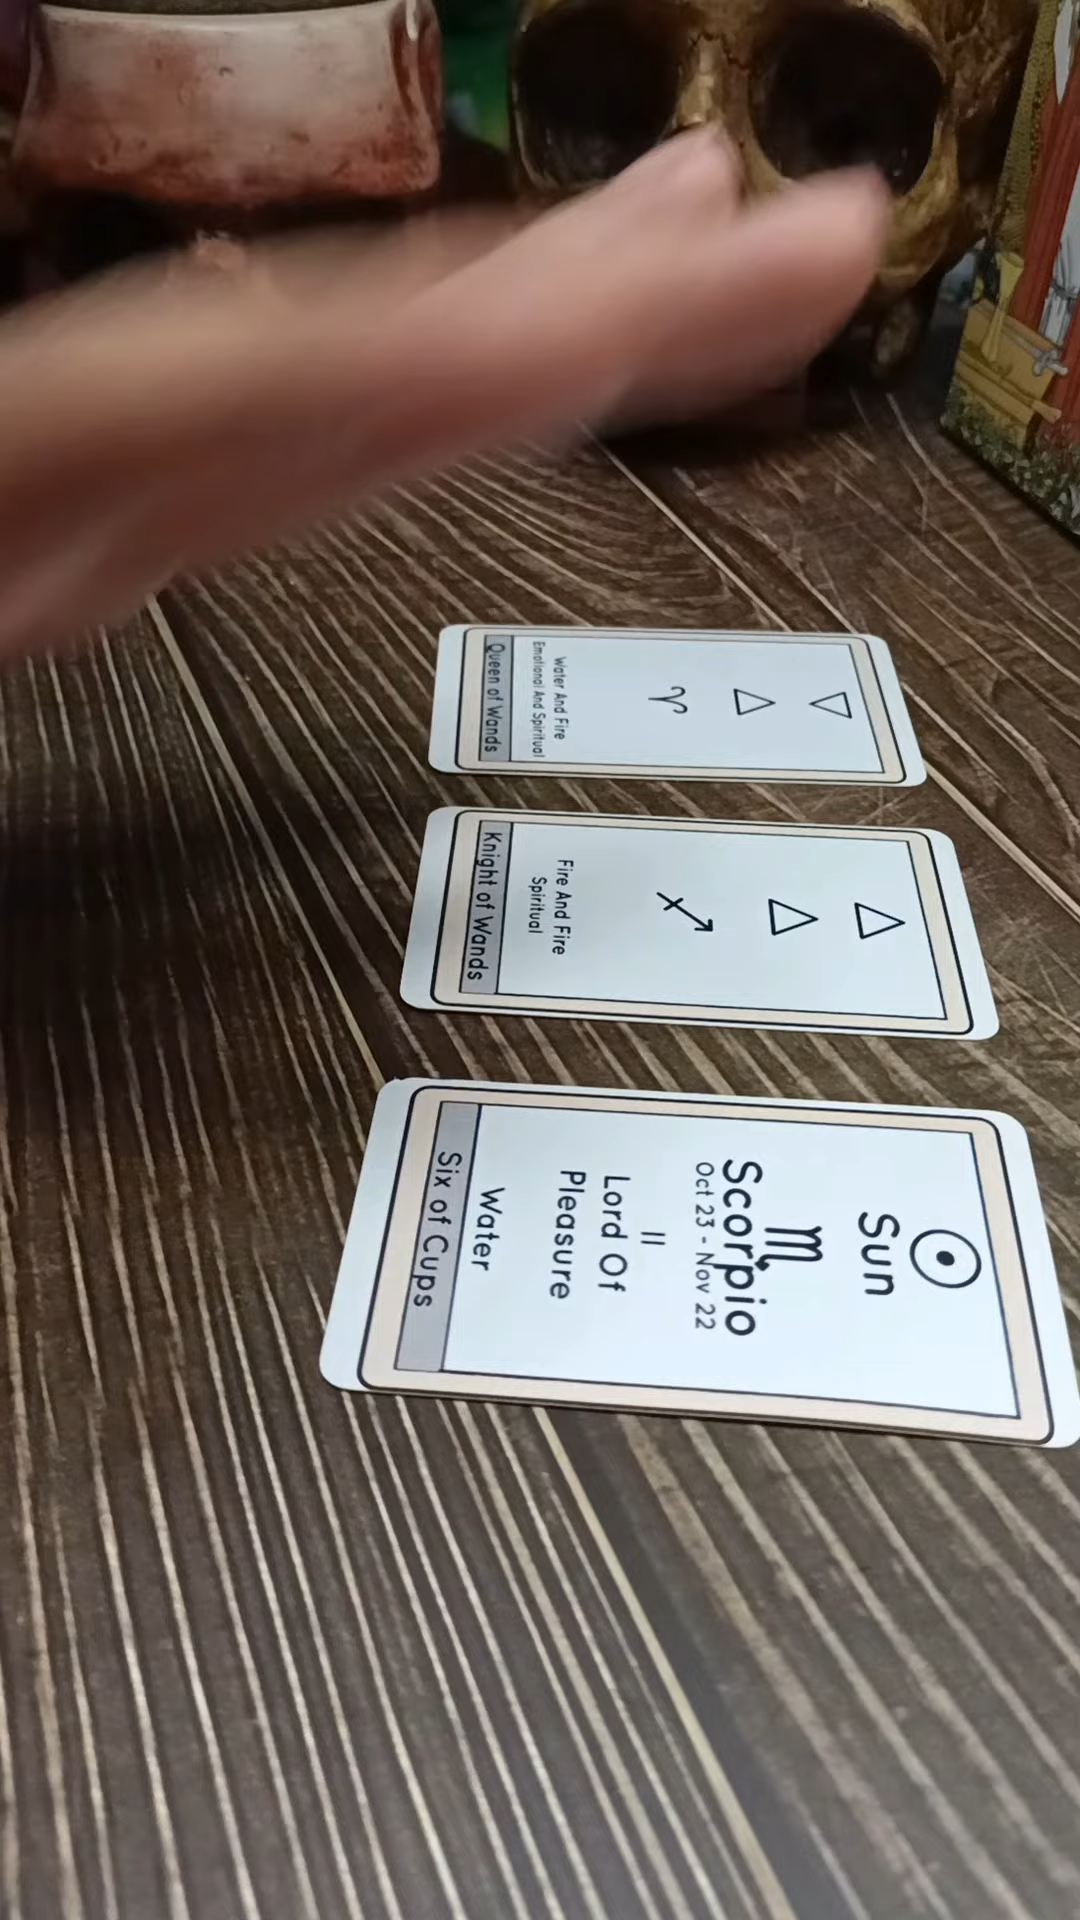 Water And Fire
Emotional And Spiritual
Queen of Wands
Fire And Fire
Spiritual
Knight of Wands
Sun
Scorpio
Oct 23 - Nov 22
II
Lord Of
Pleasure
Water
Six of Cups